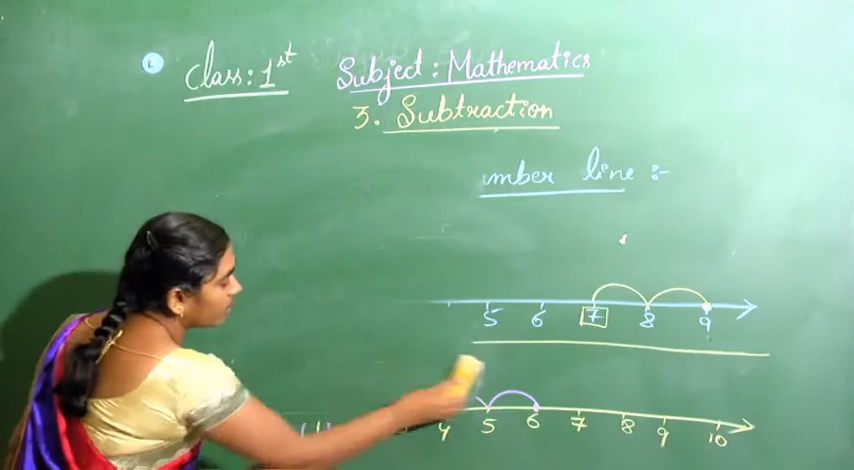 Class: 1st Subject: Mathematics
3. Subtraction
umber line :-
5 6 7 8 9
4 5 6 7 8 9 10